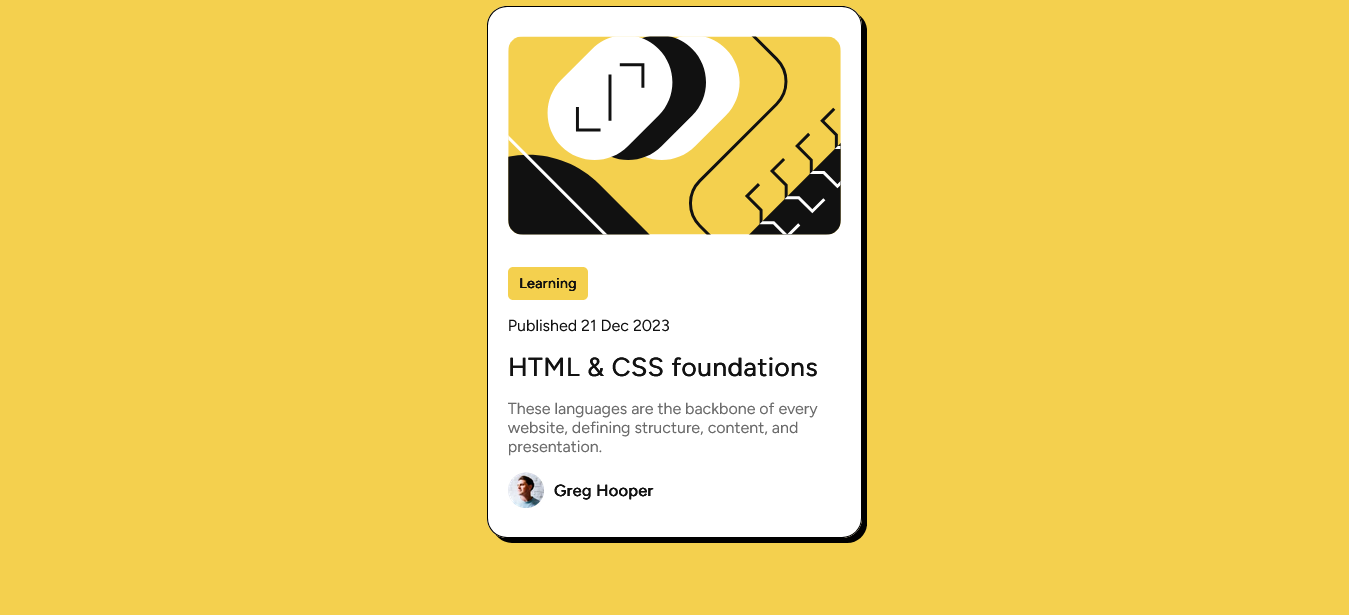 Learning
Published 21 Dec 2023
HTML & CSS foundations
These languages are the backbone of every
website, defining structure, content, and
presentation.
Greg Hooper